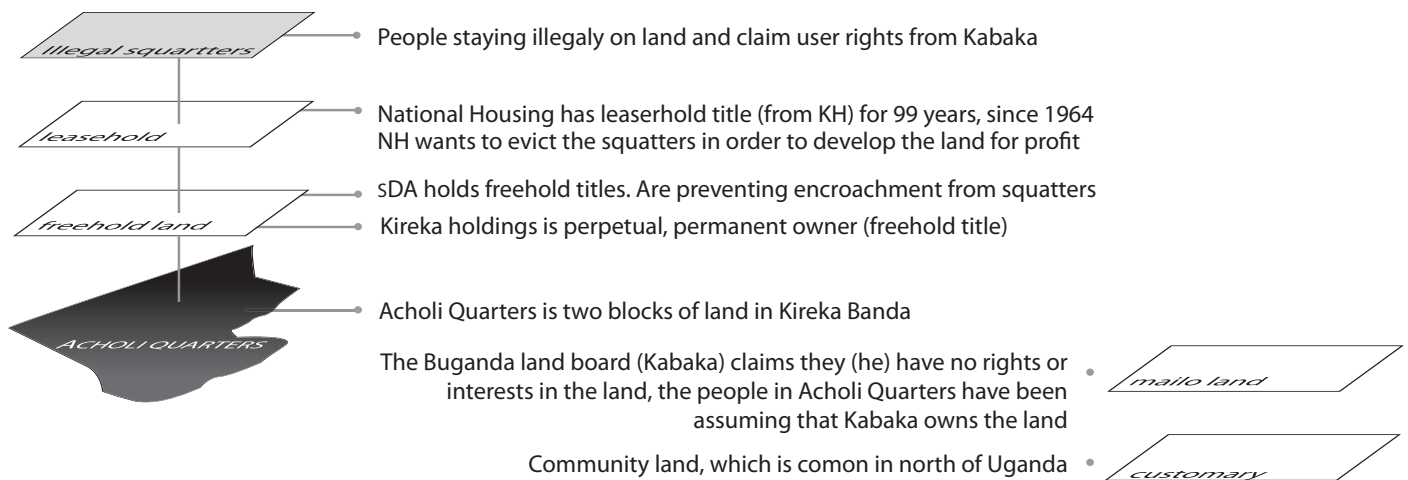 Illegal squartters
People staying illegaly on land and claim user rights from Kabaka
leasehold
National Housing has leaserhold title (from KH) for 99 years, since 1964
NH wants to evict the squatters in order to develop the land for profit
freehold land
sDA holds freehold titles. Are preventing encroachment from squatters
Kireka holdings is perpetual, permanent owner (freehold title)
ACHOLI QUARTERS
Acholi Quarters is two blocks of land in Kireka Banda
The Buganda land board (Kabaka) claims they (he) have no rights or
interests in the land, the people in Acholi Quarters have been
assuming that Kabaka owns the land
mailo land
Community land, which is comon in north of Uganda
customary